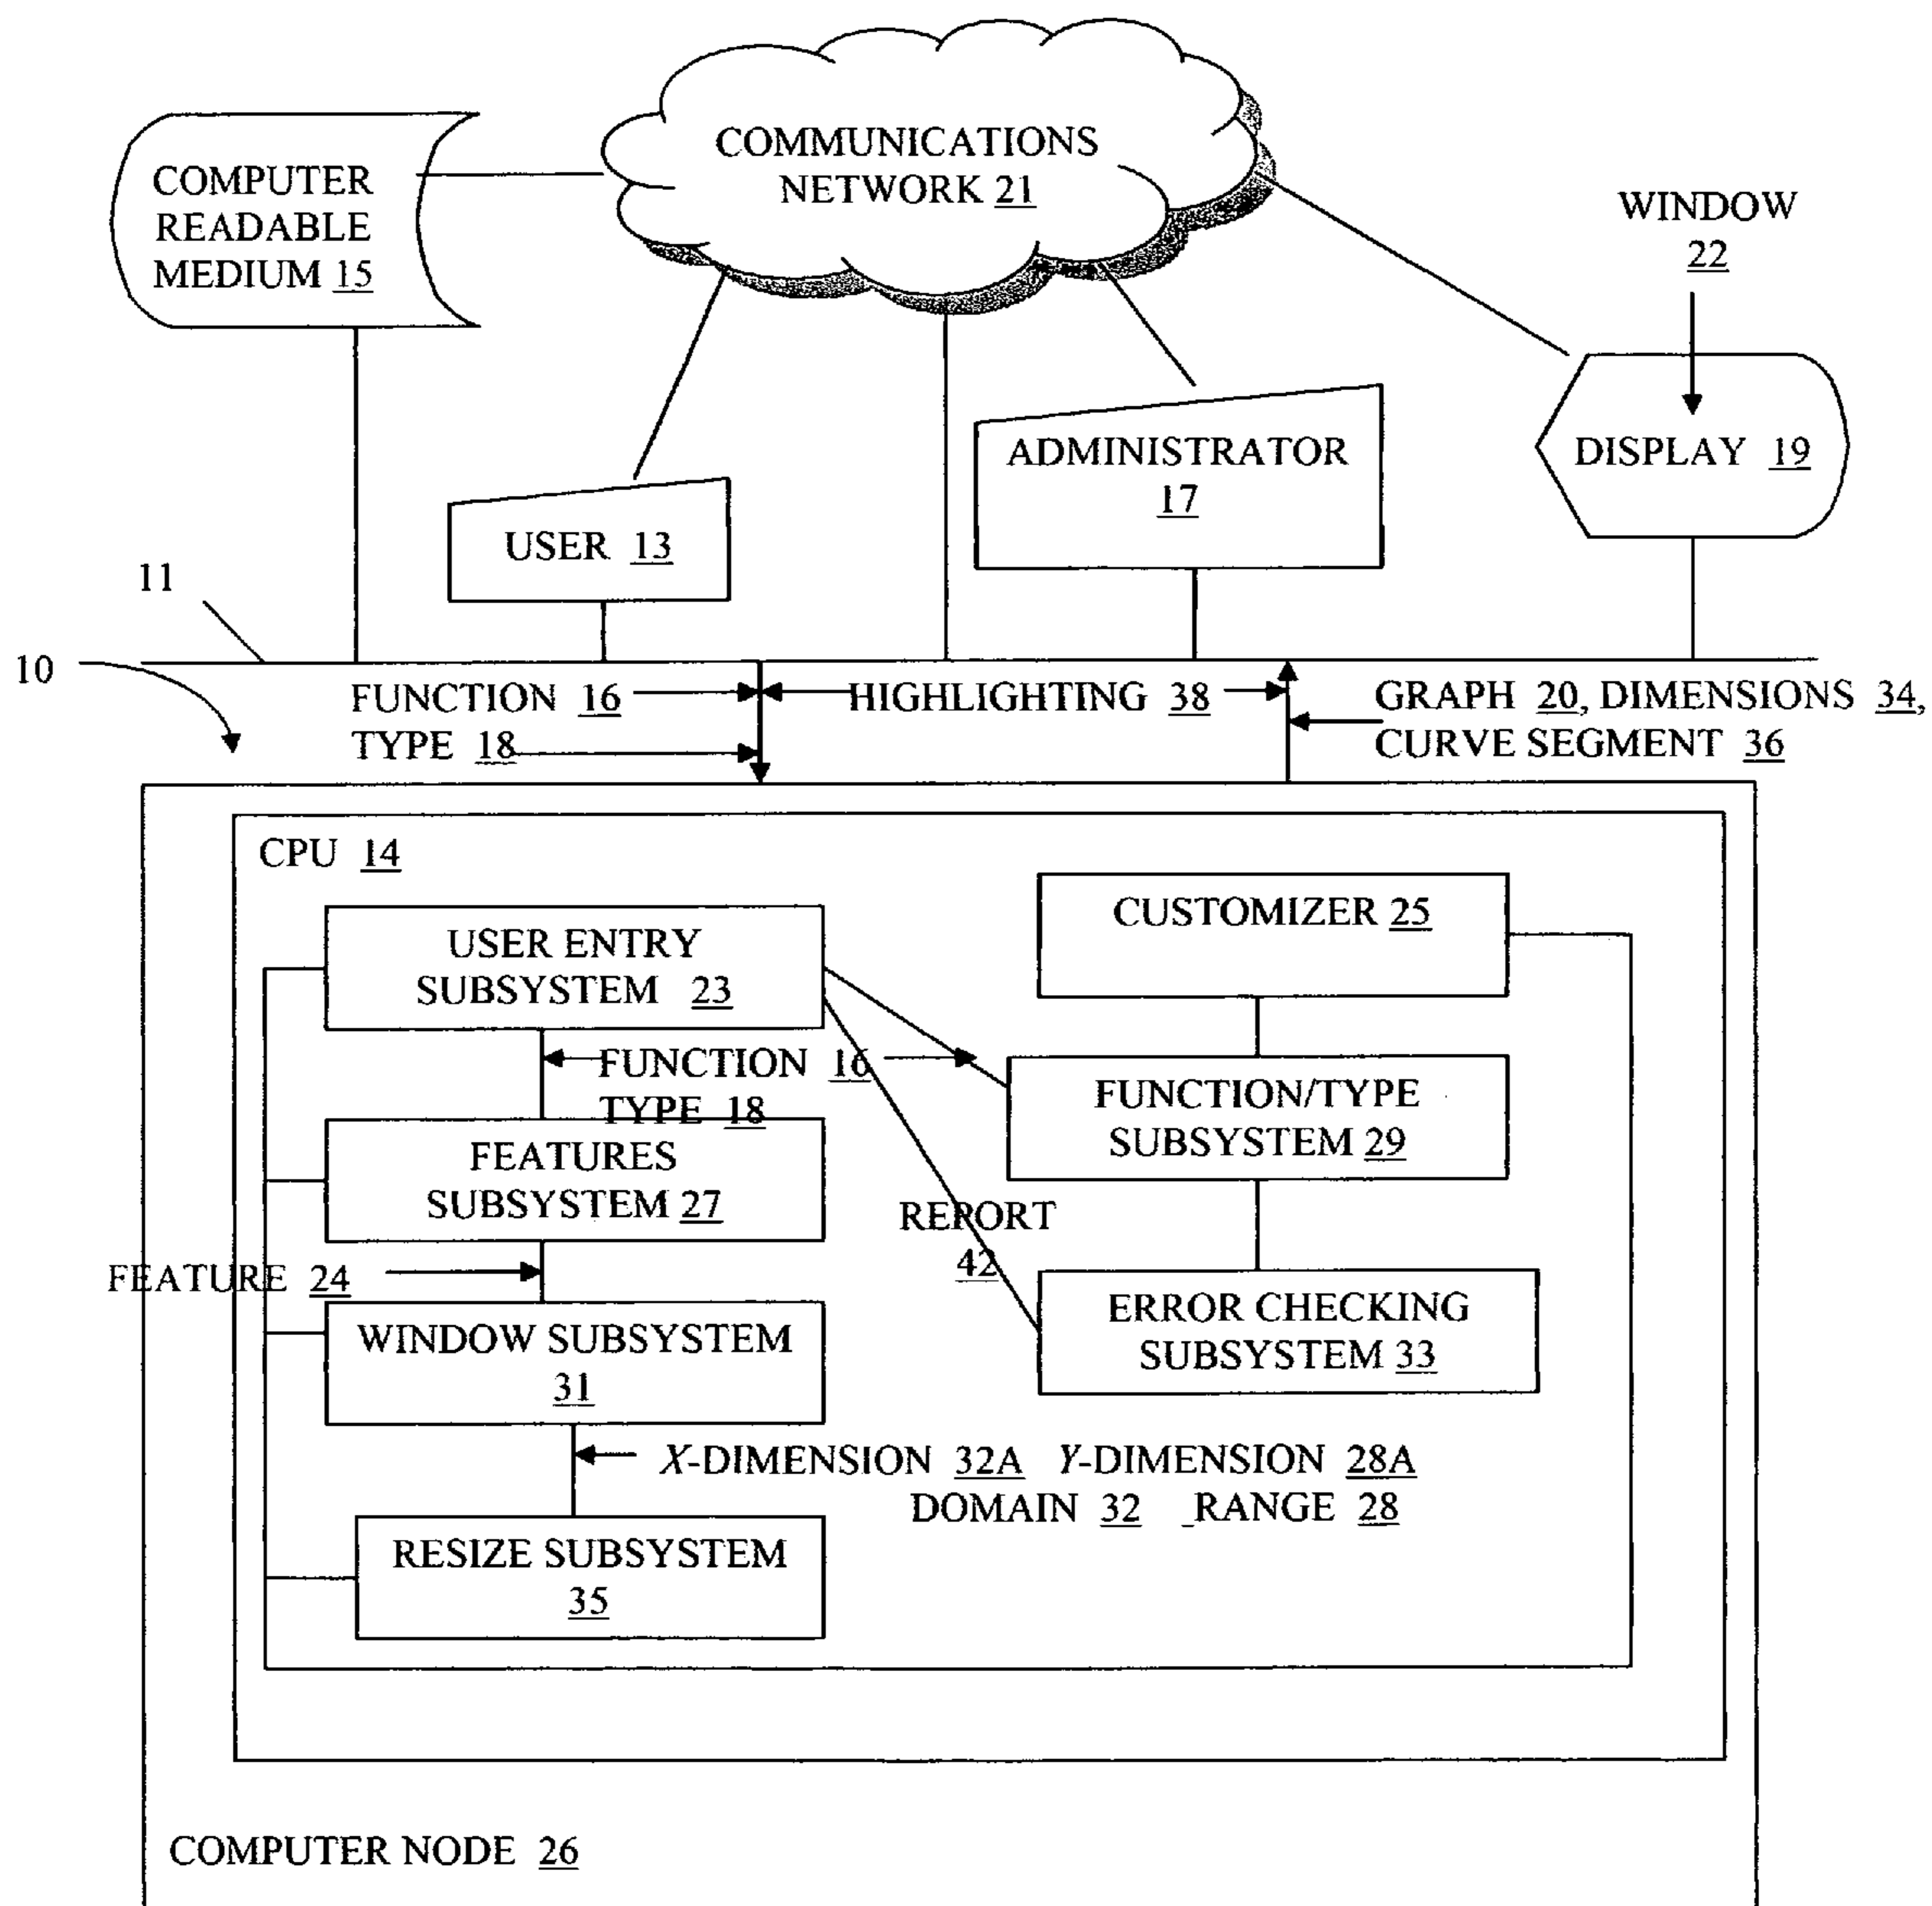 COMMUNICATIONS
NETWORK 21
COMPUTER
READABLE
MEDIUM 15
WINDOW
22
ADMINISTRATOR
17
DISPLAY 19
USER 13
11
10
FUNCTION 16
TYPE 18
HIGHLIGHTING 38
GRAPH 20, DIMENSIONS 34,
CURVE SEGMENT 36
CPU 14
CUSTOMIZER 25
USER ENTRY
SUBSYSTEM 23
FUNCTION 16
TYPE 18
FUNCTION/TYPE
SUBSYSTEM 29
FEATURES
SUBSYSTEM 27
REPORT
42
FEATURE 24
ERROR CHECKING
SUBSYSTEM 33
WINDOW SUBSYSTEM
31
X-DIMENSION 32A Y-DIMENSION 28A
DOMAIN 32 _RANGE 28
RESIZE SUBSYSTEM
35
COMPUTER NODE 26